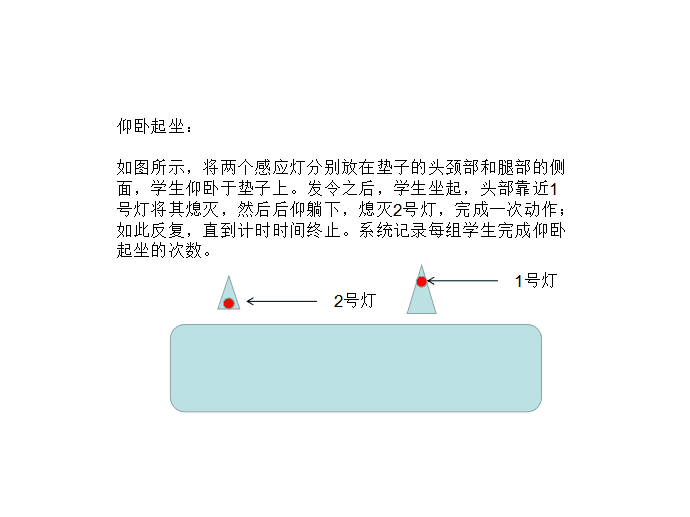 仰卧起坐：
如图所示，将两个感应灯分别放在垫子的头颈部和腿部的侧
面，学生仰卧于垫子上。发令之后，学生坐起，头部靠近1
号灯将其熄灭，然后后仰躺下，熄灭2号灯，完成一次动作；
如此反复，直到计时时间终止。系统记录每组学生完成仰卧
起坐的次数。
1号灯
2号灯